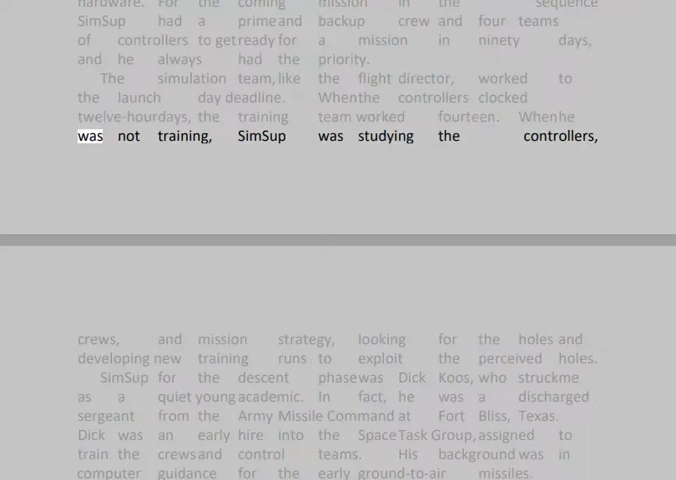 hardware. For the coming mission in the sequence
SimSup had a prime and backup crew and four teams
of controllers to get ready for a mission in ninety days,
and he always had the priority.
The simulation team, like the flight director, worked to
the launch day deadline. When the controllers clocked
twelve-hour days, the training team worked fourteen. When he
was not training, SimSup was studying the controllers,
crews, and mission strategy, looking for the holes and
developing new training runs to exploit the perceived holes.
SimSup for the descent phase was Dick Koos, who struck me
as a quiet young academic. In fact, he was a discharged
sergeant from the Army Missile Command at Fort Bliss, Texas.
Dick was an early hire into the Space Task Group, assigned to
train the crews and control teams. His background was in
computer guidance for the early ground-to-air missiles.